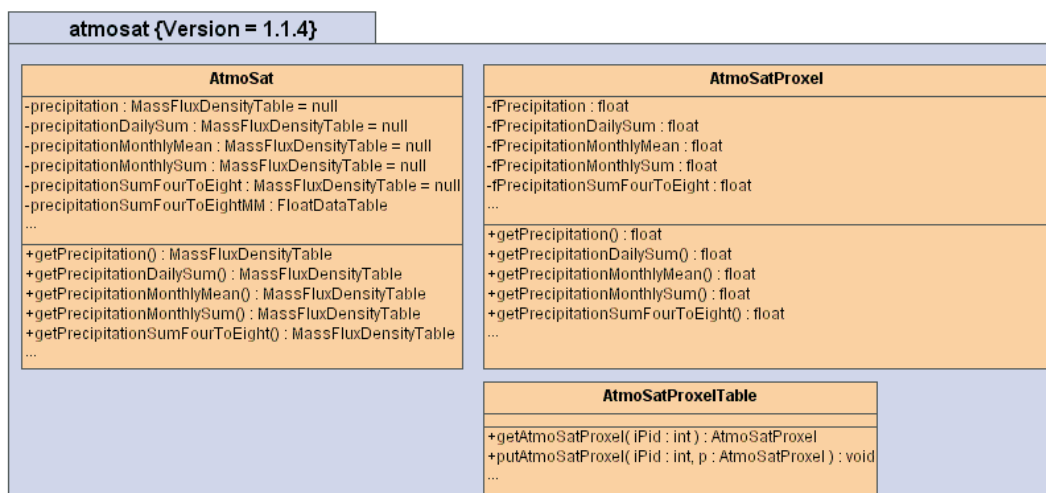 atmosat {Version = 1.1.4}
AtmoSat
-precipitation : MassFluxDensityTable = null
-precipitationDailySum : MassFluxDensityTable = null
-precipitationMonthlyMean : MassFluxDensityTable = null
-precipitationMonthlySum : MassFluxDensityTable = null
-precipitationSumFourToEight : MassFluxDensityTable = null
-precipitationSumFourToEightMM : FloatDataTable
...
+getPrecipitation() : MassFluxDensityTable
+getPrecipitationDailySum() : MassFluxDensityTable
+getPrecipitationMonthlyMean() : MassFluxDensityTable
+getPrecipitationMonthlySum() : MassFluxDensityTable
+getPrecipitationSumFourToEight() : MassFluxDensityTable
...
AtmoSatProxel
-fPrecipitation : float
-fPrecipitationDailySum : float
-fPrecipitationMonthlyMean : float
-fPrecipitationMonthlySum : float
-fPrecipitationSumFourToEight : float
...
+getPrecipitation() : float
+getPrecipitationDailySum() : float
+getPrecipitationMonthlyMean() : float
+getPrecipitationMonthlySum() : float
+getPrecipitationSumFourToEight() : float
...
AtmoSatProxelTable
+getAtmoSatProxel( iPid : int ) : AtmoSatProxel
+putAtmoSatProxel( iPid : int, p : AtmoSatProxel ) : void
...